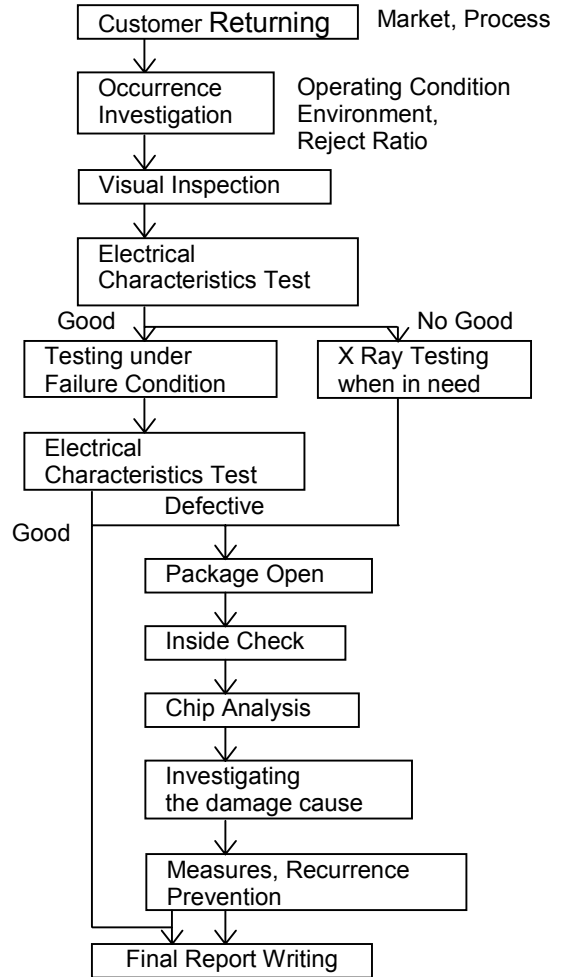 Customer Returning
Market, Process
Occurrence
Investigation
Operating Condition
Environment,
Reject Ratio
Visual Inspection
Electrical
Characteristics Test
Good
No Good
Testing under
Failure Condition
X Ray Testing
when in need
Electrical
Characteristics Test
Defective
Good
Package Open
Inside Check
Chip Analysis
Investigating
the damage cause
Measures, Recurrence
Prevention
Final Report Writing